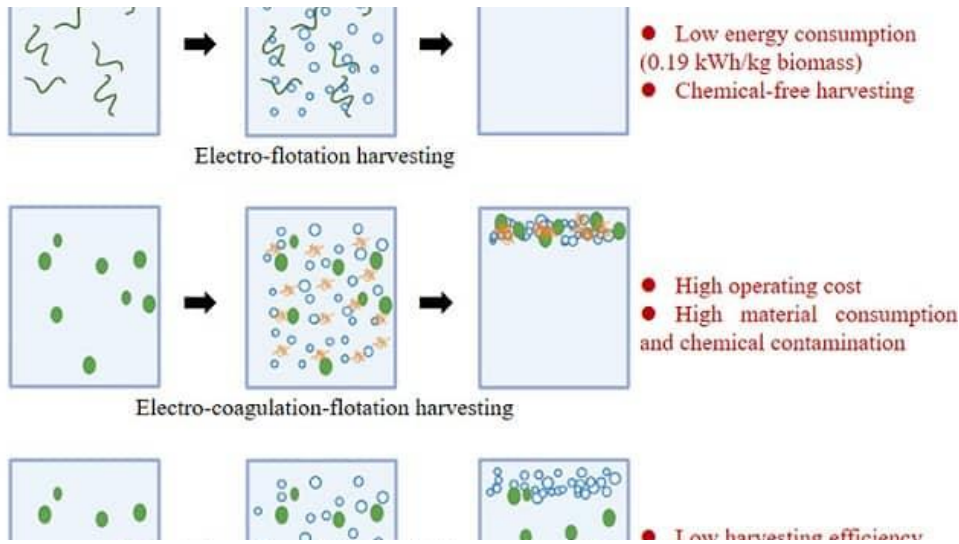 ● Low energy consumption
(0.19 kWh/kg biomass)
● Chemical-free harvesting
Electro-flotation harvesting
● High operating cost
● High material consumption
and chemical contamination
Electro-coagulation-flotation harvesting
● Low harvesting efficiency